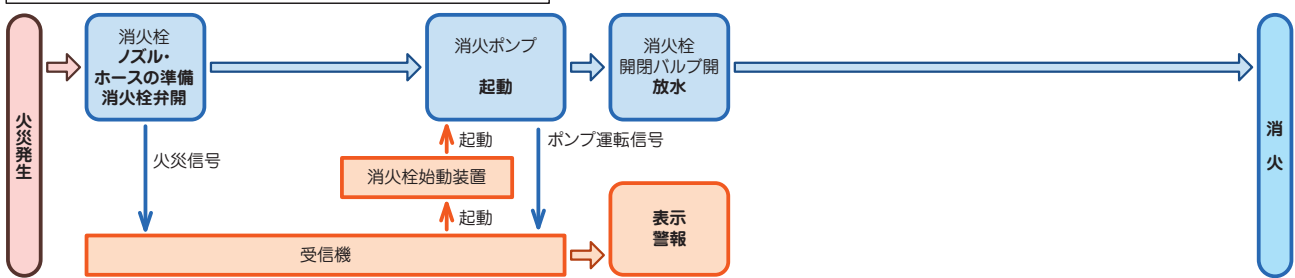 火災発生
消火栓
ノズル・
ホースの準備
消火栓弁開
消火ポンプ
起動
消火栓
開閉バルブ開
放水
消火
火災信号
起動
消火栓始動装置
起動
ポンプ運転信号
受信機
表示
警報